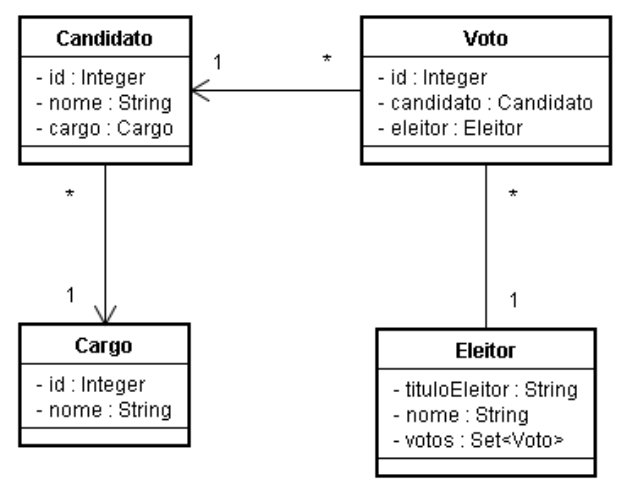 Candidato
- id : Integer
- nome : String
- cargo : Cargo
1
*
Voto
- id : Integer
- candidato : Candidato
- eleitor : Eleitor
*
1
*
1
Cargo
- id : Integer
- nome : String
Eleitor
- tituloEleitor : String
- nome : String
- votos : Set<Voto>